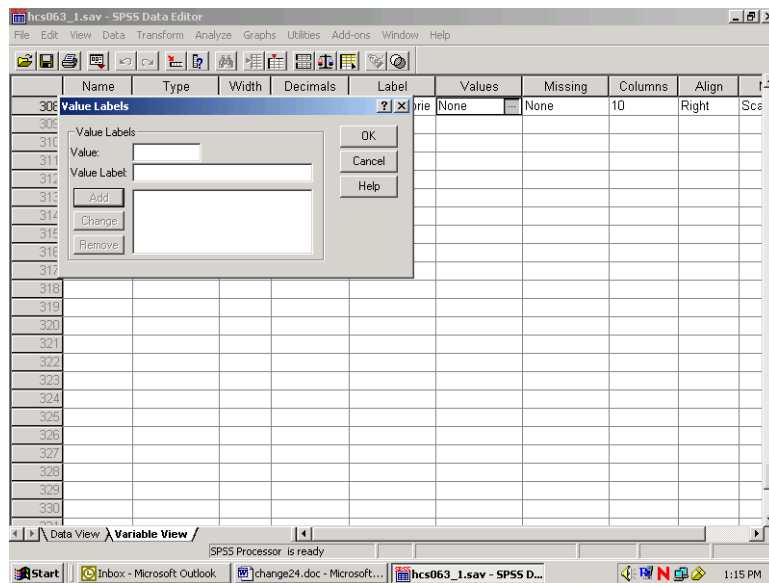 hcs063_1.sav - SPSS Data Editor
File Edit View Data Transform Analyze Graphs Utilities Add-ons Window Help
Name Type Width Decimals Label Values Missing Columns Align
308 None None 10 Right Sca
Value Labels
Value Labels
Value:
Value Label:
Add
Change
Remove
OK
Cancel
Help
309
310
311
312
313
314
315
316
317
318
319
320
321
322
323
324
325
326
327
328
329
330
Data View Variable View
SPSS Processor is ready
Start Inbox - Microsoft Outlook change24.doc - Microsoft... hcs063_1.sav - SPSS D... 1:15 PM